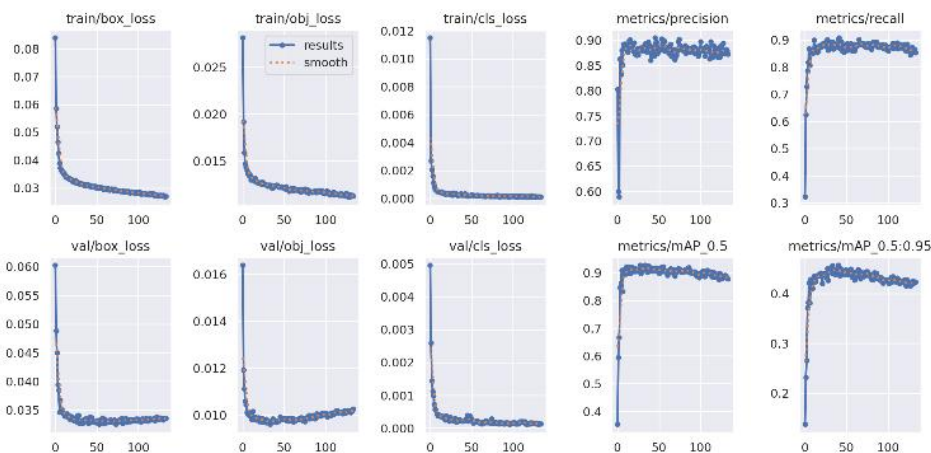 train/box_loss
train/obj_loss
train/cls_loss
metrics/precision
metrics/recall
0.08
0.07
0.06
0.05
0.04
0.03
0 50 100
0.025
0.020
0.015
results
smooth
0 50 100
0.012
0.010
0.008
0.006
0.004
0.002
0.000
0 50 100
0.90
0.85
0.80
0.75
0.70
0.65
0.60
0 50 100
0.9
0.8
0.7
0.6
0.5
0.4
0.3
0 50 100
val/box_loss
val/obj_loss
val/cls_loss
metrics/mAP_0.5
metrics/mAP_0.5:0.95
0.060
0.055
0.050
0.045
0.040
0.035
0 50 100
0.016
0.014
0.012
0.010
0 50 100
0.005
0.004
0.003
0.002
0.001
0.000
0 50 100
0.9
0.8
0.7
0.6
0.5
0.4
0 50 100
0.4
0.3
0.2
0 50 100